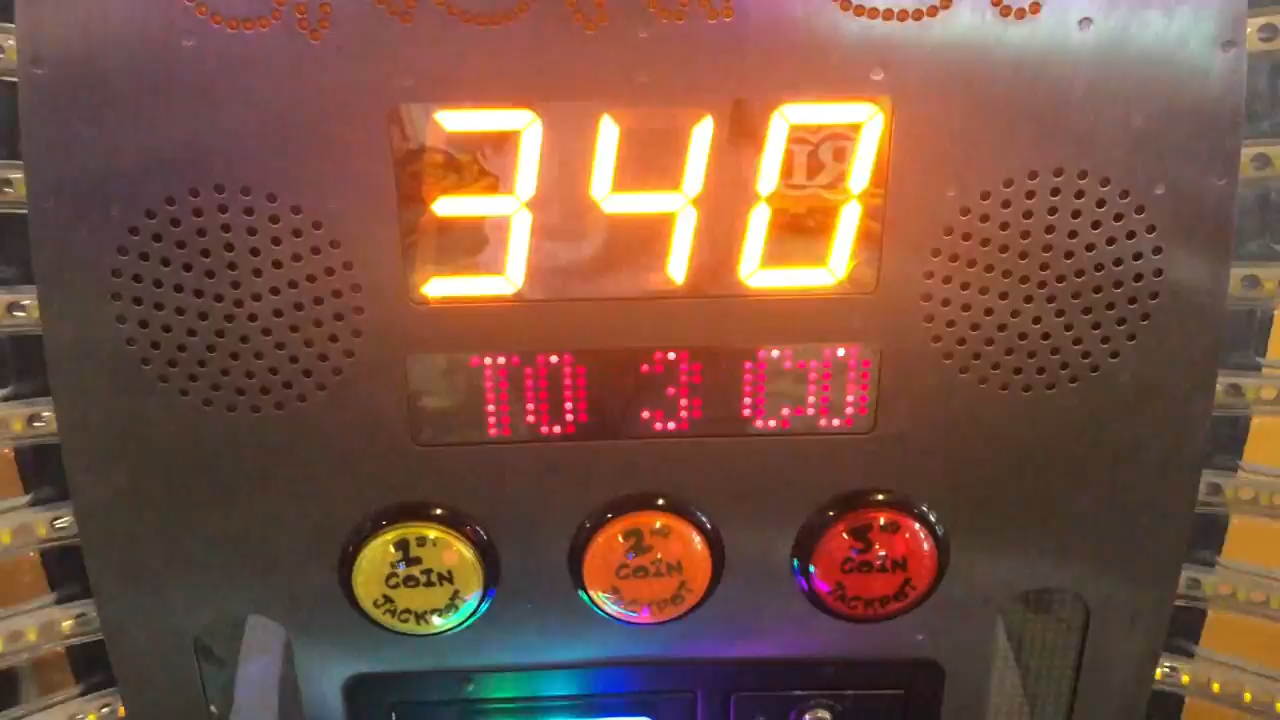 340
TO 3 CO
1ST COIN JACKPOT
2ND COIN JACKPOT
3RD COIN JACKPOT